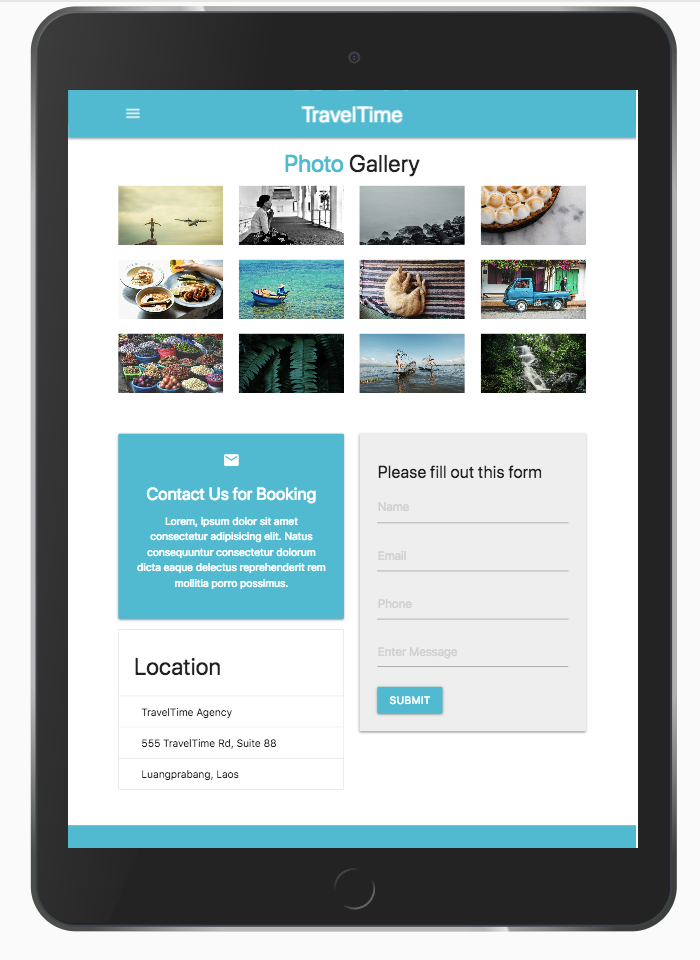 TravelTime
Photo Gallery
Contact Us for Booking
Lorem, ipsum dolor sit amet
consectetur adipisicing elit. Natus
consequuntur consectetur dolorum
dicta eaque delectus reprehenderit rem
mollitia porro possimus.
Location
TravelTime Agency
555 TravelTime Rd, Suite 88
Luangprabang, Laos
Please fill out this form
Name
Email
Phone
Enter Message
SUBMIT